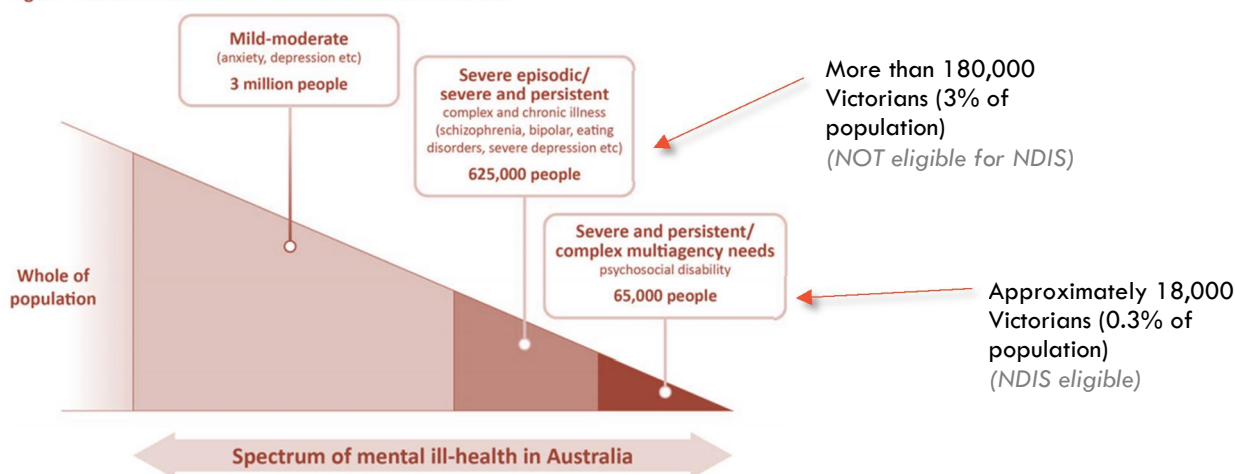 Mild-moderate
(anxiety, depression etc)
3 million people
Severe episodic/
severe and persistent
complex and chronic illness
(schizophrenia, bipolar, eating
disorders, severe depression etc)
625,000 people
More than 180,000
Victorians (3% of
population)
(NOT eligible for NDIS)
Severe and persistent/
complex multiagency needs
psychosocial disability
65,000 people
Whole of
population
Approximately 18,000
Victorians (0.3% of
population)
(NDIS eligible)
Spectrum of mental ill-health in Australia